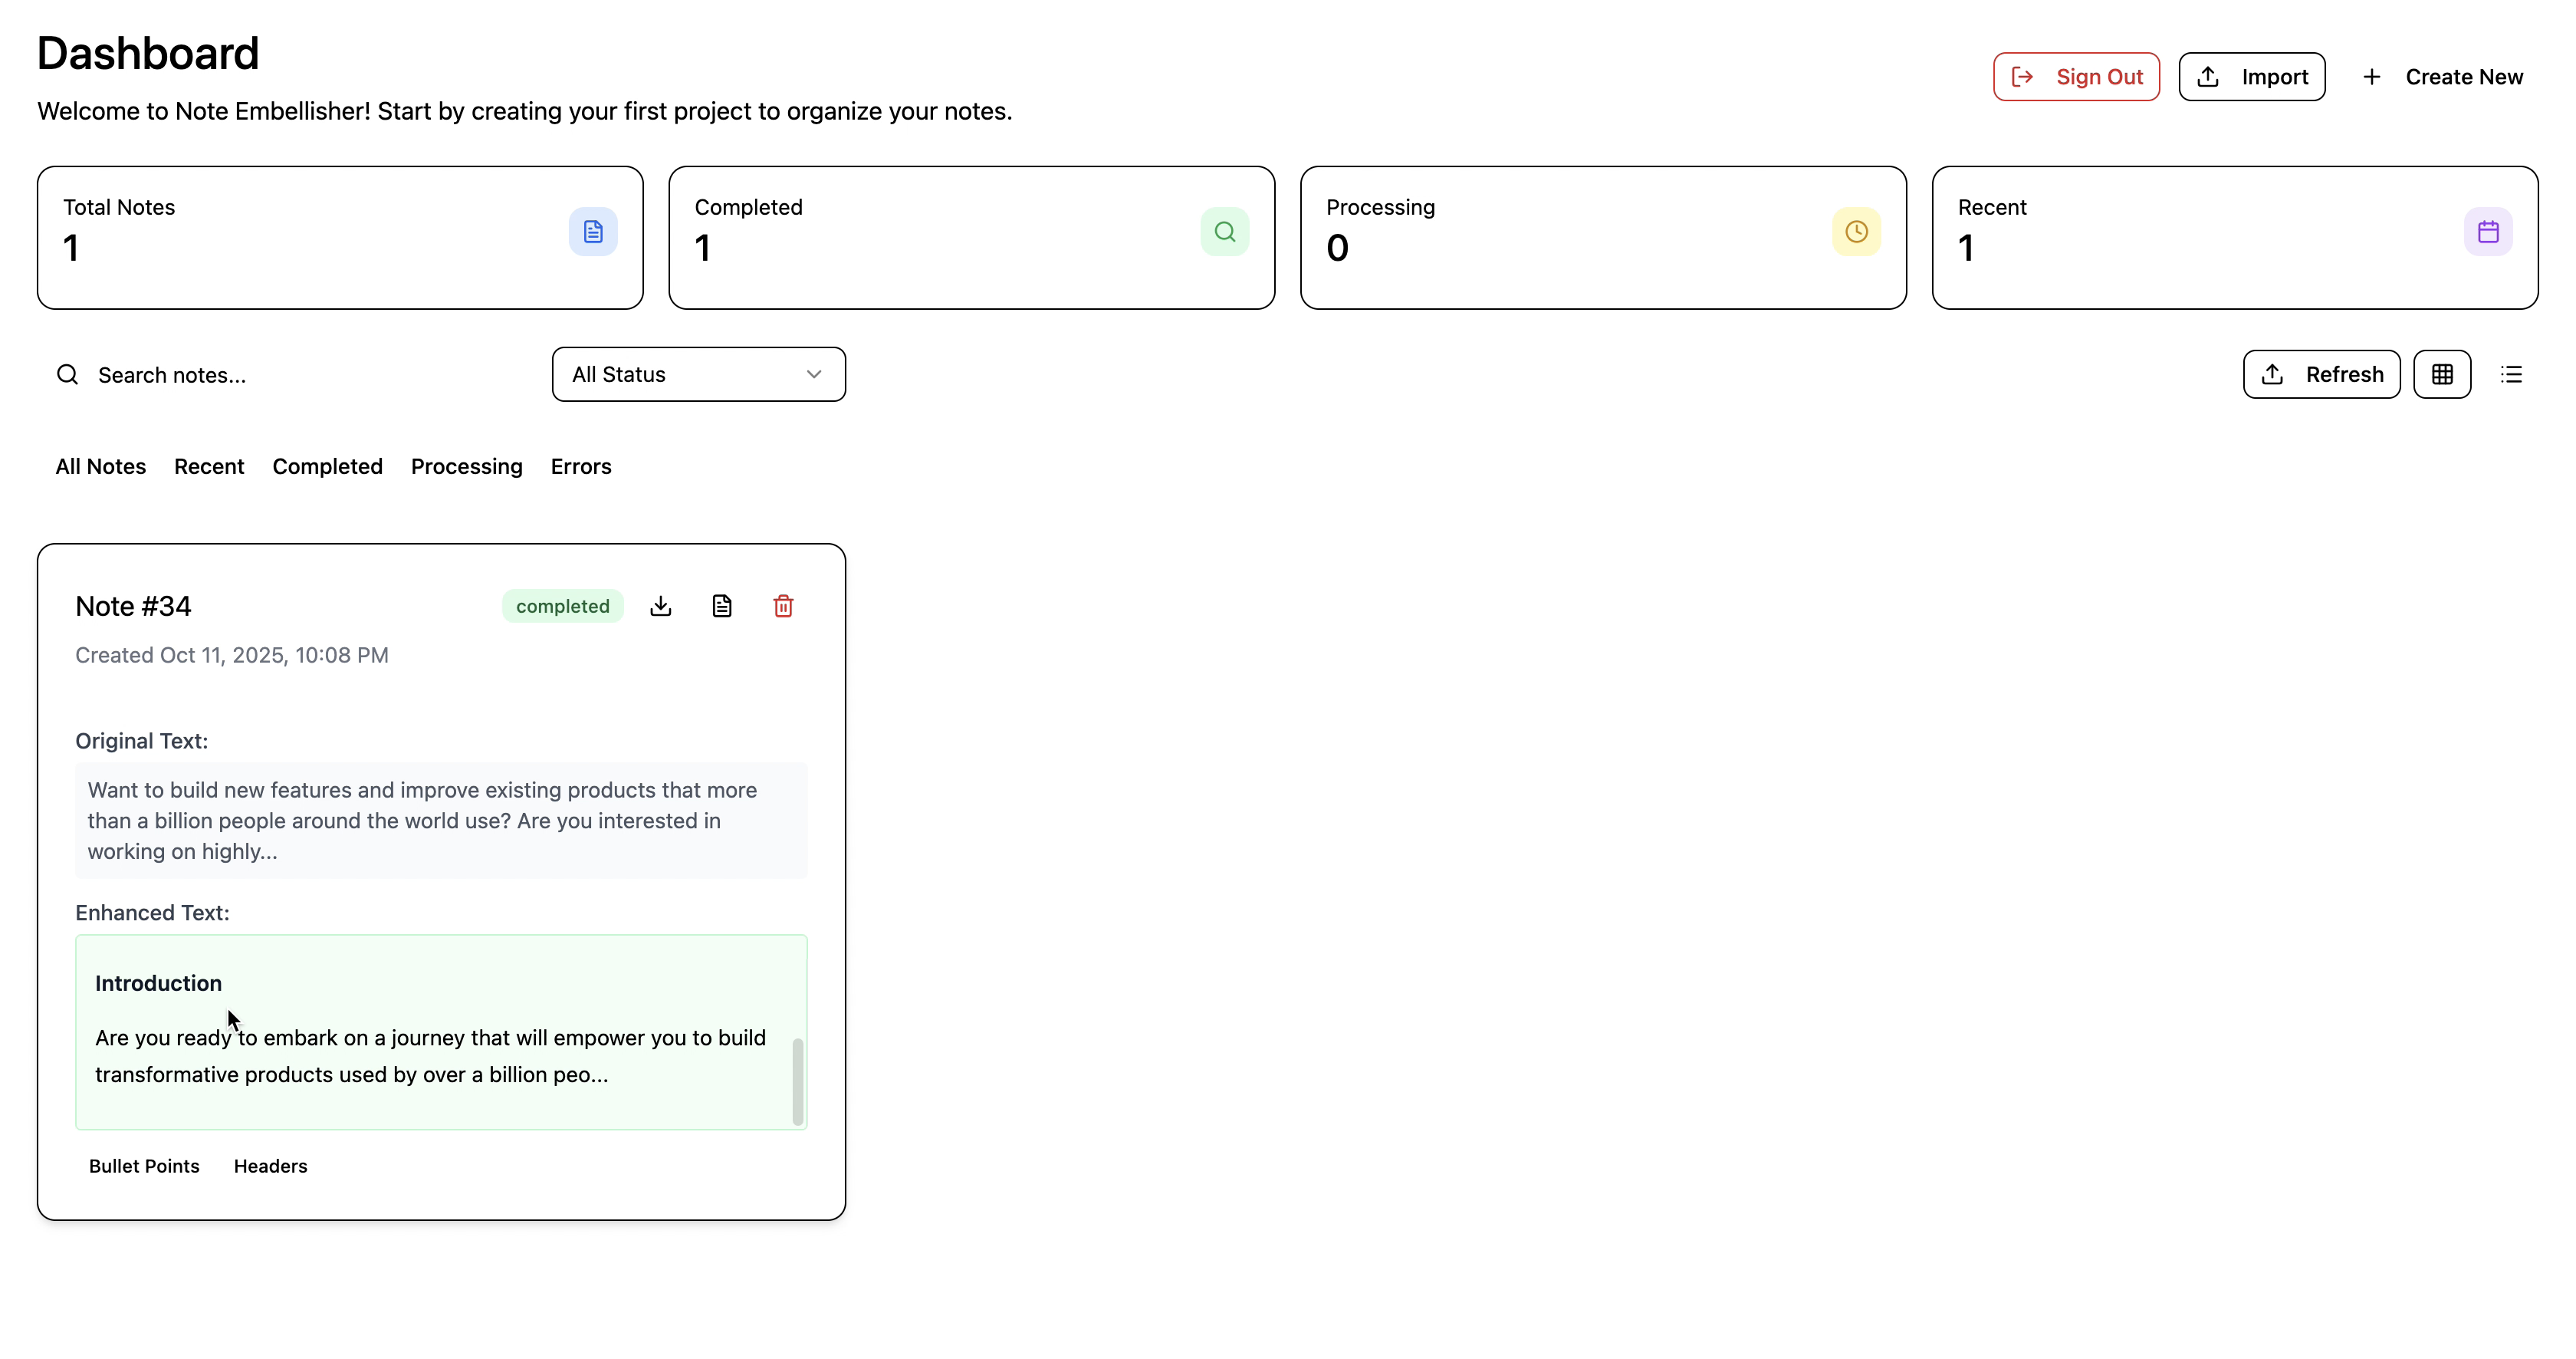 Dashboard
Welcome to Note Embellisher! Start by creating your first project to organize your notes.
Sign Out
Import
Create New
Total Notes
1
Completed
1
Processing
0
Recent
1
Search notes...
All Status
Refresh
All Notes
Recent
Completed
Processing
Errors
Note #34
completed
Created Oct 11, 2025, 10:08 PM
Original Text:
Want to build new features and improve existing products that more
than a billion people around the world use? Are you interested in
working on highly...
Enhanced Text:
Introduction
Are you ready to embark on a journey that will empower you to build
transformative products used by over a billion peo...
Bullet Points
Headers